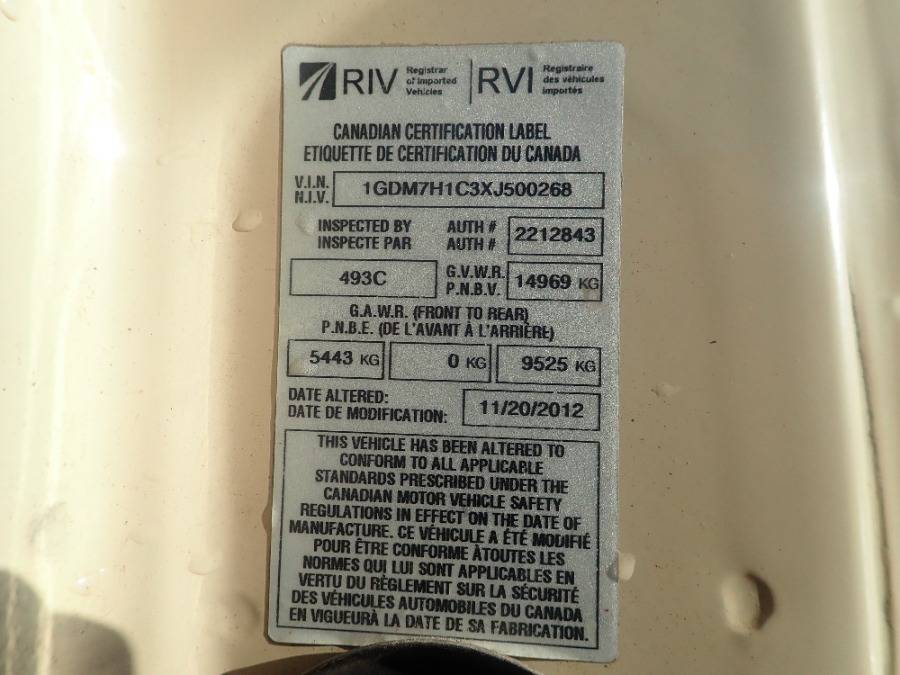 RIV Registrar of Imported Vehicles | RVI Registraire des véhicules importés
CANADIAN CERTIFICATION LABEL
ETIQUETTE DE CERTIFICATION DU CANADA
V.I.N. 1GDM7H1C3XJ500268
N.I.V.
INSPECTED BY AUTH # 2212843
INSPECTE PAR AUTH #
493C G.V.W.R. 14969 KG
P.N.B.V.
G.A.W.R. (FRONT TO REAR)
P.N.B.E. (DE L'AVANT À L'ARRIÈRE)
5443 KG 0 KG 9525 KG
DATE ALTERED: 11/20/2012
DATE DE MODIFICATION:
THIS VEHICLE HAS BEEN ALTERED TO
CONFORM TO ALL APPLICABLE
STANDARDS PRESCRIBED UNDER THE
CANADIAN MOTOR VEHICLE SAFETY
REGULATIONS IN EFFECT ON THE DATE OF
MANUFACTURE. CE VÉHICULE A ÉTÉ MODIFIÉ
POUR ÊTRE CONFORME ÀTOUTES LES
NORMES QUI LUI SONT APPLICABLES EN
VERTU DU RÈGLEMENT SUR LA SÉCURITÉ
DES VÉHICULES AUTOMOBILES DU CANADA
EN VIGUEURÀ LA DATE DE SA FABRICATION.